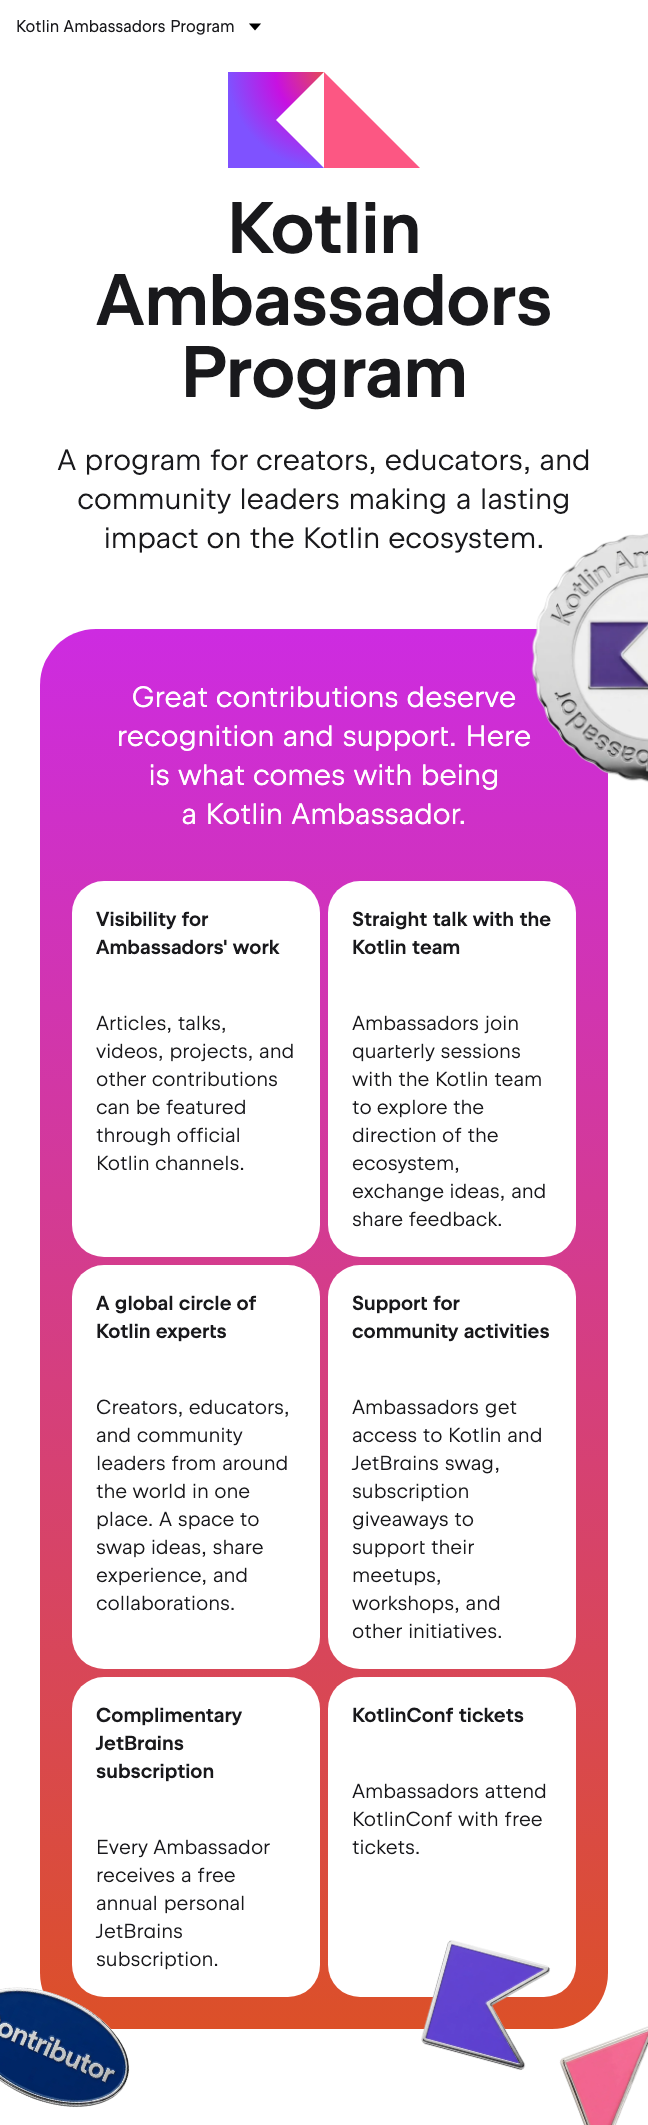 Kotlin Ambassadors Program
Kotlin
Ambassadors
Program
A program for creators, educators, and
community leaders making a lasting
impact on the Kotlin ecosystem.
Kotlin Am
bassador
Great contributions deserve
recognition and support. Here
is what comes with being
a Kotlin Ambassador.
Visibility for
Ambassadors' work
Articles, talks,
videos, projects, and
other contributions
can be featured
through official
Kotlin channels.
Straight talk with the
Kotlin team
Ambassadors join
quarterly sessions
with the Kotlin team
to explore the
direction of the
ecosystem,
exchange ideas, and
share feedback.
A global circle of
Kotlin experts
Creators, educators,
and community
leaders from around
the world in one
place. A space to
swap ideas, share
experience, and
collaborations.
Support for
community activities
Ambassadors get
access to Kotlin and
JetBrains swag,
subscription
giveaways to
support their
meetups,
workshops, and
other initiatives.
Complimentary
JetBrains
subscription
Every Ambassador
receives a free
annual personal
JetBrains
subscription.
KotlinConf tickets
Ambassadors attend
KotlinConf with free
tickets.
ontributor